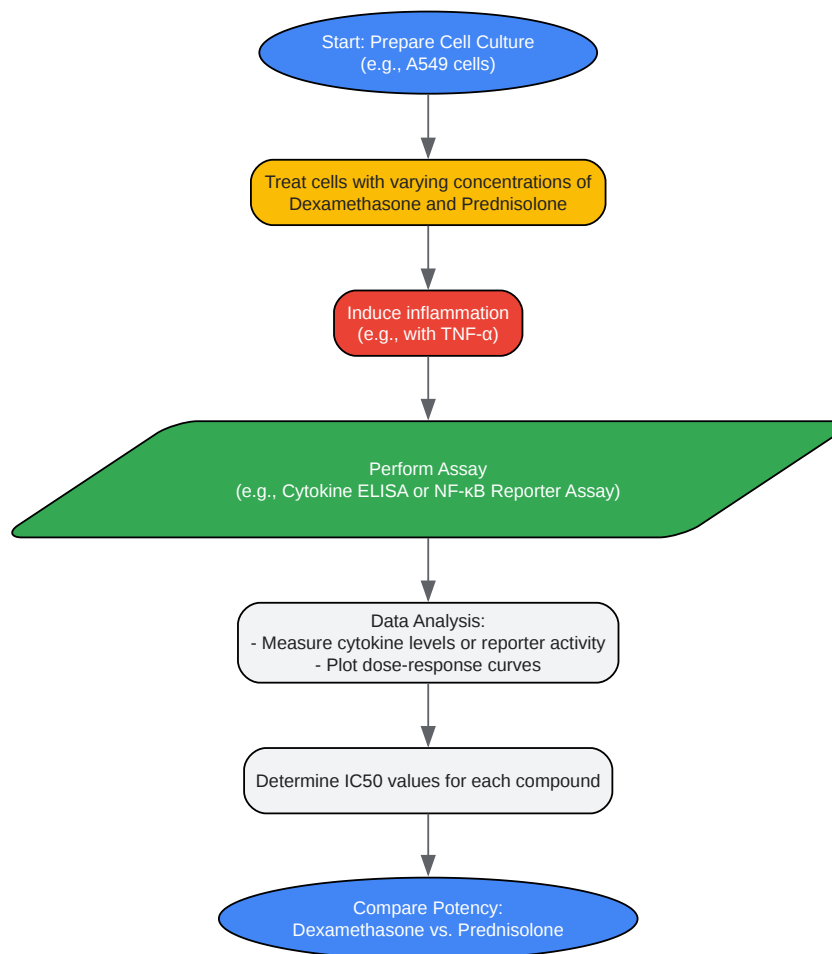 Start: Prepare Cell Culture
(e.g., A549 cells)
Treat cells with varying concentrations of
Dexamethasone and Prednisolone
Induce inflammation
(e.g., with TNF-α)
Perform Assay
(e.g., Cytokine ELISA or NF-κB Reporter Assay)
Data Analysis:
- Measure cytokine levels or reporter activity
- Plot dose-response curves
Determine IC50 values for each compound
Compare Potency:
Dexamethasone vs. Prednisolone